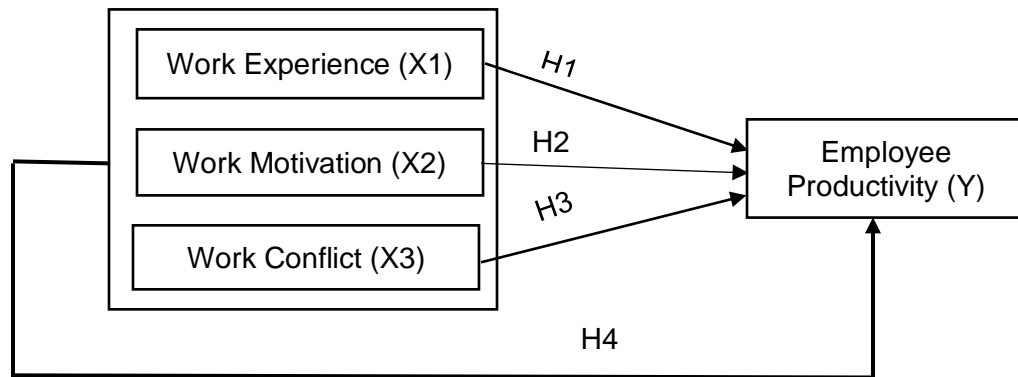 Work Experience (X1)
H1
Work Motivation (X2)
H2
Employee
Productivity (Y)
H3
Work Conflict (X3)
H4